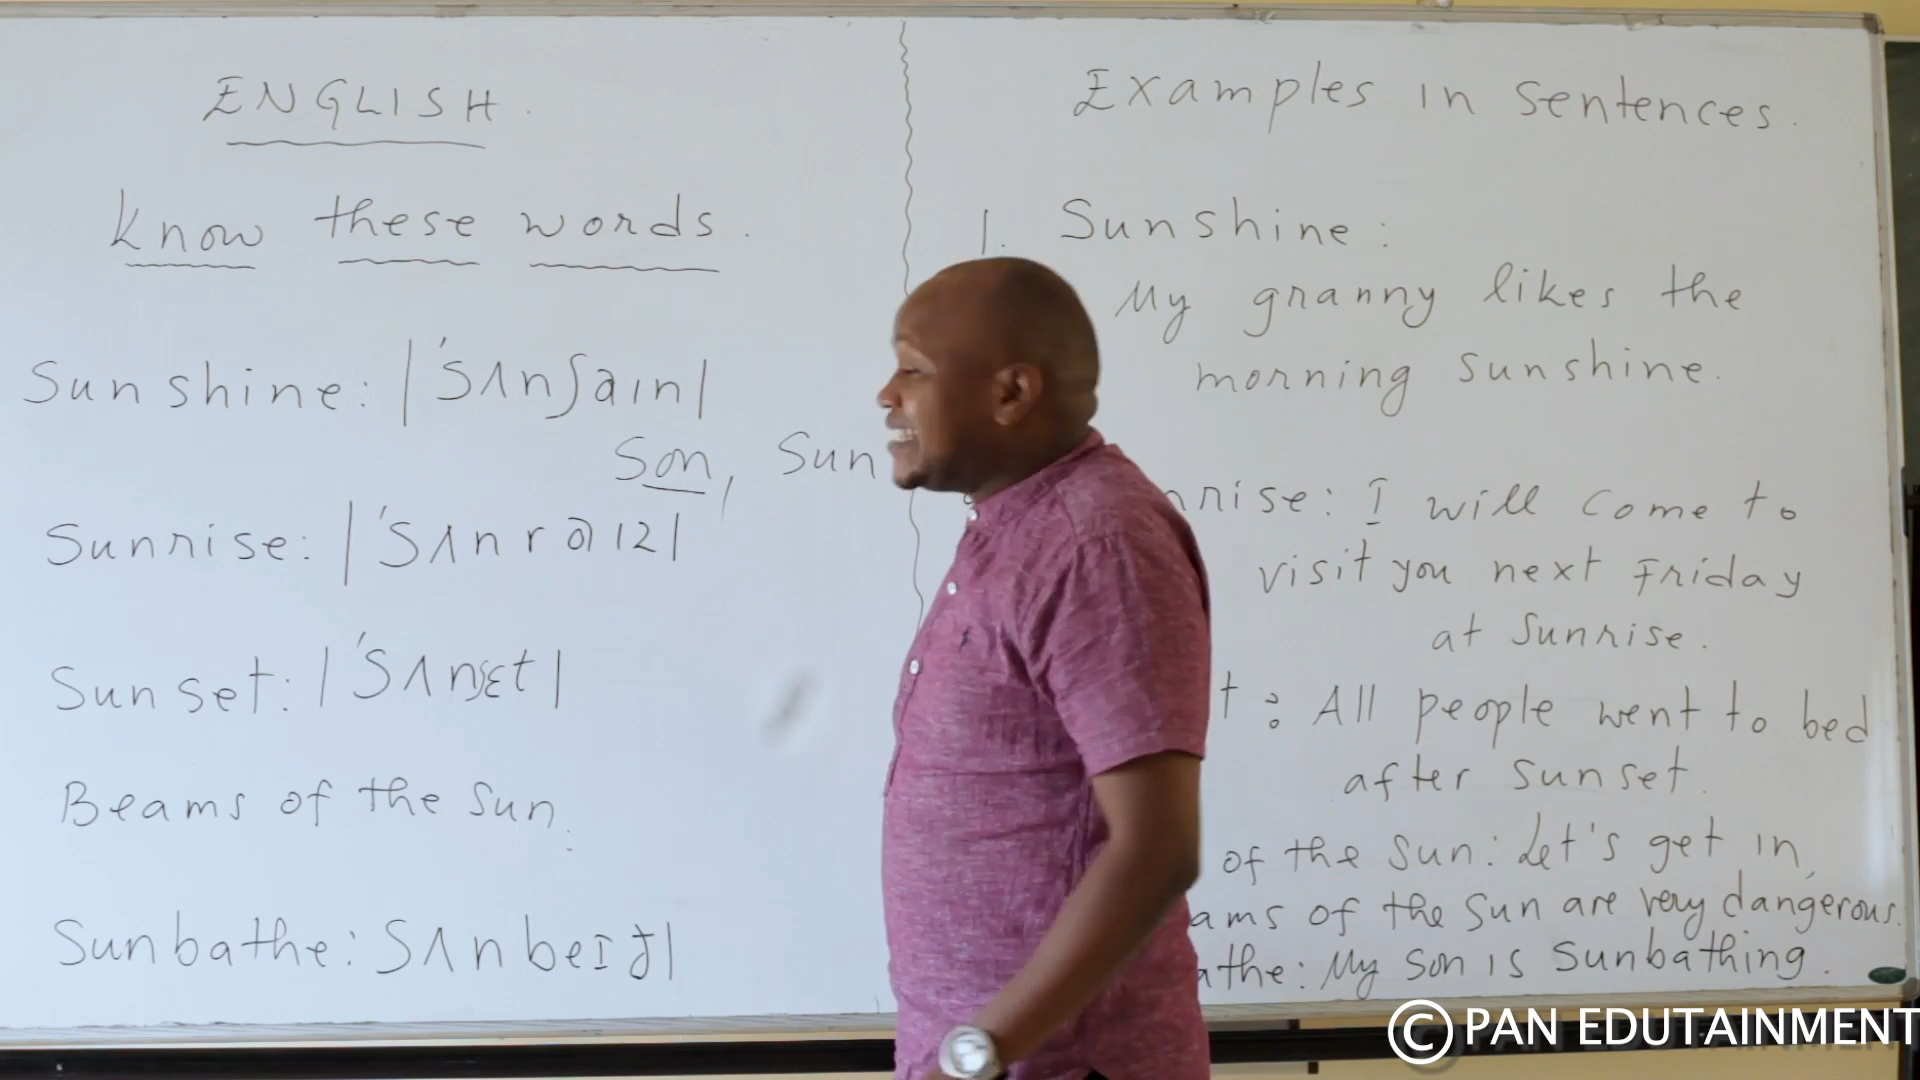 ENGLISH.
Know these words.
Sunshine: |'sʌnʃaɪn|
Son, Sun
Sunrise: |'sʌnraɪz|
Sunset: |'sʌnsɛt|
Beams of the sun.
Sunbathe: sʌnbeɪð|
Examples in sentences.
1. Sunshine:
My granny likes the
morning sunshine.
nrise: I will come to
visit you next Friday
at sunrise.
t: All people went to bed
after sunset.
of the sun: Let's get in,
ams of the sun are very dangerous.
athe: My son is sunbathing.
© PAN EDUTAINMENT